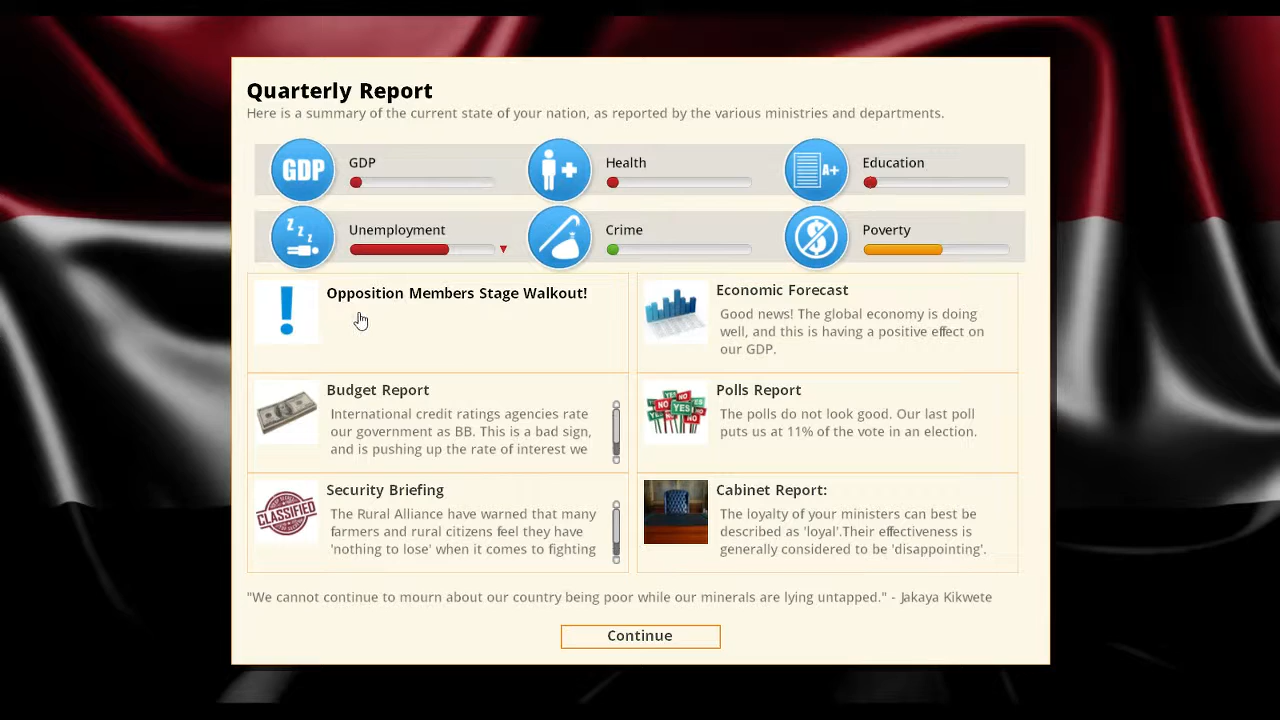 Quarterly Report
Here is a summary of the current state of your nation, as reported by the various ministries and departments.
GDP
GDP
Health
A+
Education
Z Z Z
Unemployment
Crime
$
Poverty
!
Opposition Members Stage Walkout!
Economic Forecast
Good news! The global economy is doing
well, and this is having a positive effect on
our GDP.
Budget Report
International credit ratings agencies rate
our government as BB. This is a bad sign,
and is pushing up the rate of interest we
Polls Report
NO
YES
NO
YES
NO
The polls do not look good. Our last poll
puts us at 11% of the vote in an election.
CLASSIFIED
Security Briefing
The Rural Alliance have warned that many
farmers and rural citizens feel they have
'nothing to lose' when it comes to fighting
Cabinet Report:
The loyalty of your ministers can best be
described as 'loyal'.Their effectiveness is
generally considered to be 'disappointing'.
"We cannot continue to mourn about our country being poor while our minerals are lying untapped." - Jakaya Kikwete
Continue